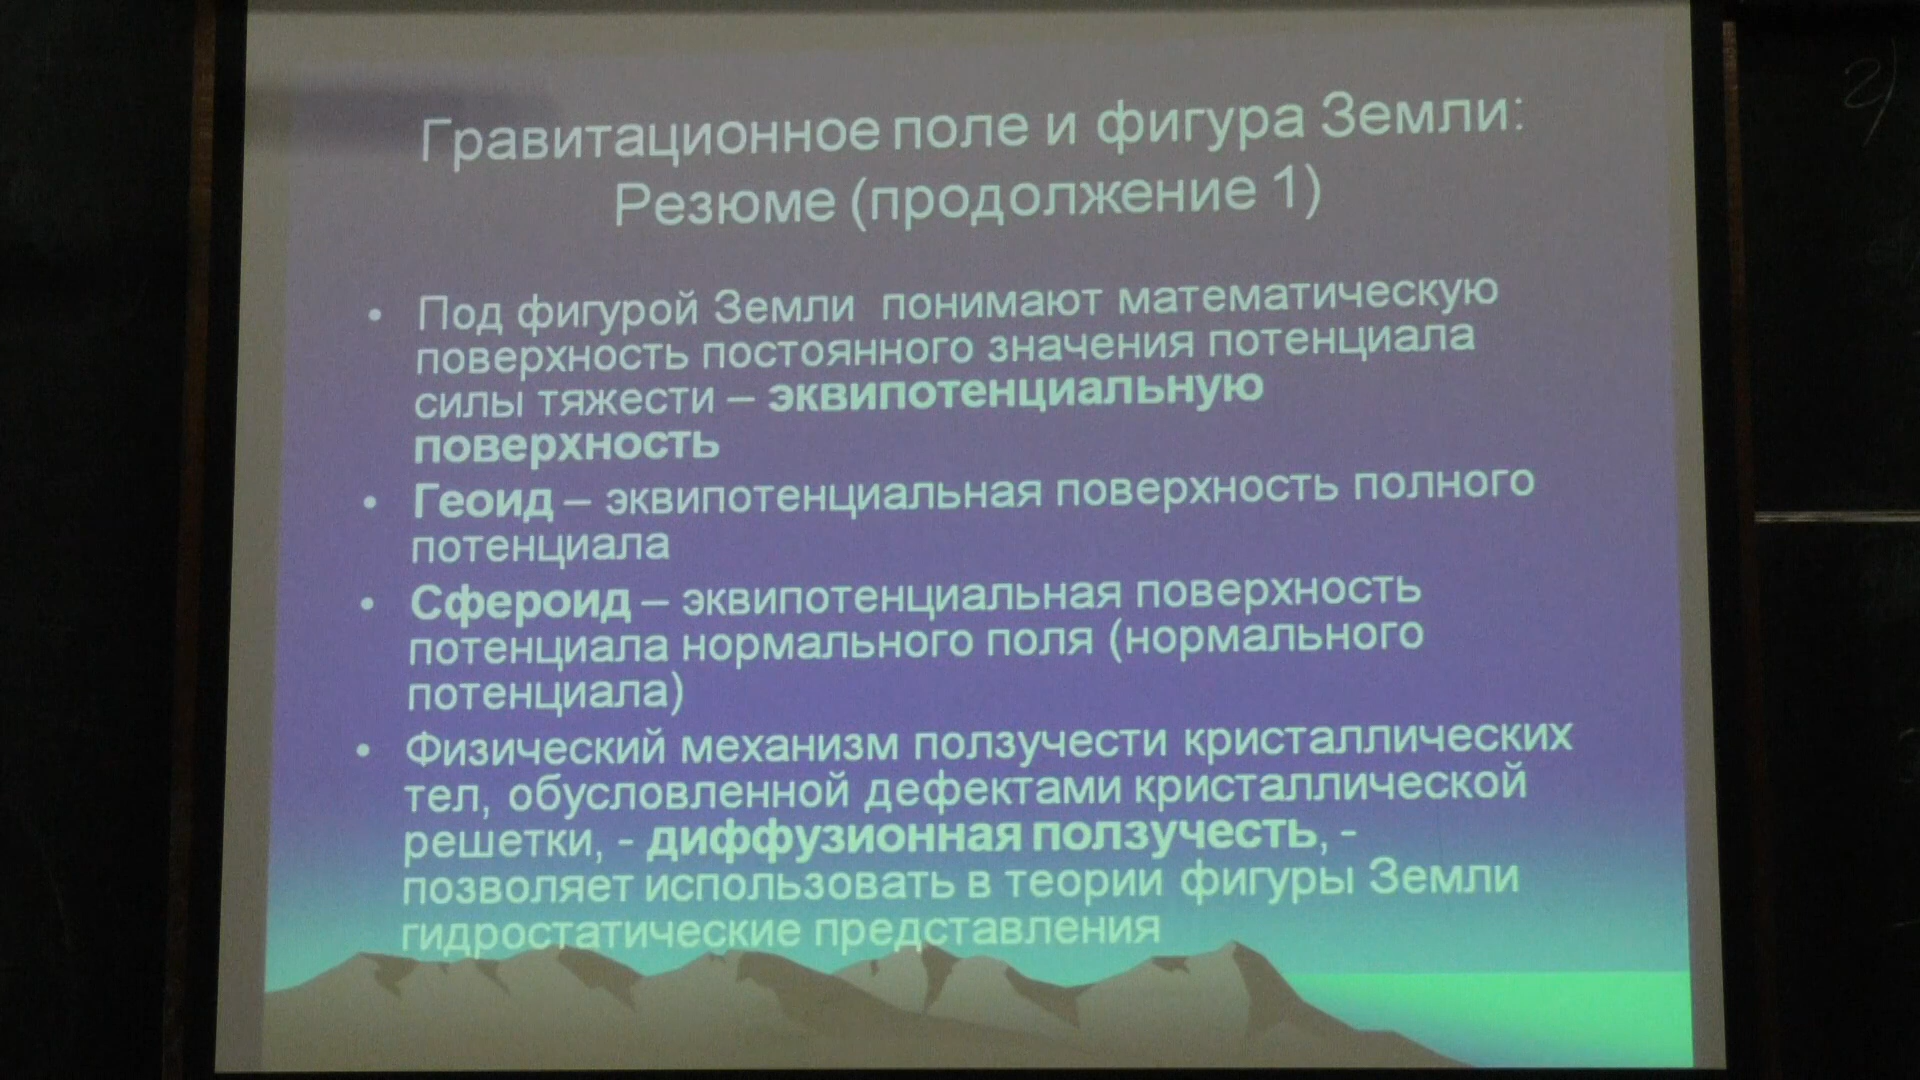 Гравитационное поле и фигура Земли:
Резюме (продолжение 1)
• Под фигурой Земли понимают математическую
поверхность постоянного значения потенциала
силы тяжести – эквипотенциальную
поверхность
• Геоид – эквипотенциальная поверхность полного
потенциала
• Сфероид – эквипотенциальная поверхность
потенциала нормального поля (нормального
потенциала)
• Физический механизм ползучести кристаллических
тел, обусловленной дефектами кристаллической
решетки, - диффузионная ползучесть, -
позволяет использовать в теории фигуры Земли
гидростатические представления
2)